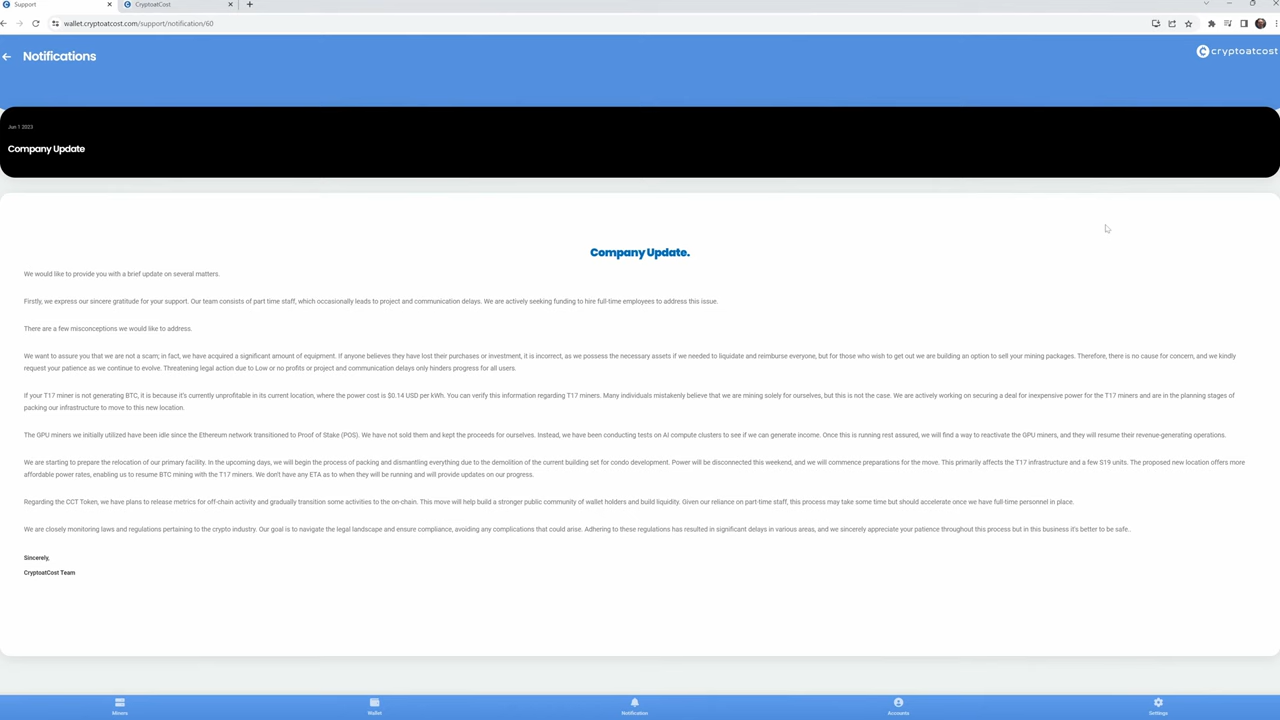 Support
CryptoatCost
wallet.cryptoatcost.com/support/notification/60
Notifications
cryptoatcost
Jun 1 2023
Company Update
Company Update.
We would like to provide you with a brief update on several matters.
Firstly, we express our sincere gratitude for your support. Our team consists of part time staff, which occasionally leads to project and communication delays. We are actively seeking funding to hire full-time employees to address this issue.
There are a few misconceptions we would like to address.
We want to assure you that we are not a scam; in fact, we have acquired a significant amount of equipment. If anyone believes they have lost their purchases or investment, it is incorrect, as we possess the necessary assets if we needed to liquidate and reimburse everyone, but for those who wish to get out we are building an option to sell your mining packages. Therefore, there is no cause for concern, and we kindly
request your patience as we continue to evolve. Threatening legal action due to Low or no profits or project and communication delays only hinders progress for all users.
If your T17 miner is not generating BTC, it is because it's currently unprofitable in its current location, where the power cost is $0.14 USD per kWh. You can verify this information regarding T17 miners. Many individuals mistakenly believe that we are mining solely for ourselves, but this is not the case. We are actively working on securing a deal for inexpensive power for the T17 miners and are in the planning stages of
packing our infrastructure to move to this new location.
The GPU miners we initially utilized have been idle since the Ethereum network transitioned to Proof of Stake (POS). We have not sold them and kept the proceeds for ourselves. Instead, we have been conducting tests on AI compute clusters to see if we can generate income. Once this is running rest assured, we will find a way to reactivate the GPU miners, and they will resume their revenue-generating operations.
We are starting to prepare the relocation of our primary facility. In the upcoming days, we will begin the process of packing and dismantling everything due to the demolition of the current building set for condo development. Power will be disconnected this weekend, and we will commence preparations for the move. This primarily affects the T17 infrastructure and a few S19 units. The proposed new location offers more
affordable power rates, enabling us to resume BTC mining with the T17 miners. We don't have any ETA as to when they will be running and will provide updates on our progress.
Regarding the CCT Token, we have plans to release metrics for off-chain activity and gradually transition some activities to the on-chain. This move will help build a stronger public community of wallet holders and build liquidity. Given our reliance on part-time staff, this process may take some time but should accelerate once we have full-time personnel in place.
We are closely monitoring laws and regulations pertaining to the crypto industry. Our goal is to navigate the legal landscape and ensure compliance, avoiding any complications that could arise. Adhering to these regulations has resulted in significant delays in various areas, and we sincerely appreciate your patience throughout this process but in this business it's better to be safe..
Sincerely,
CryptoatCost Team
Miners
Wallet
Notification
Accounts
Settings